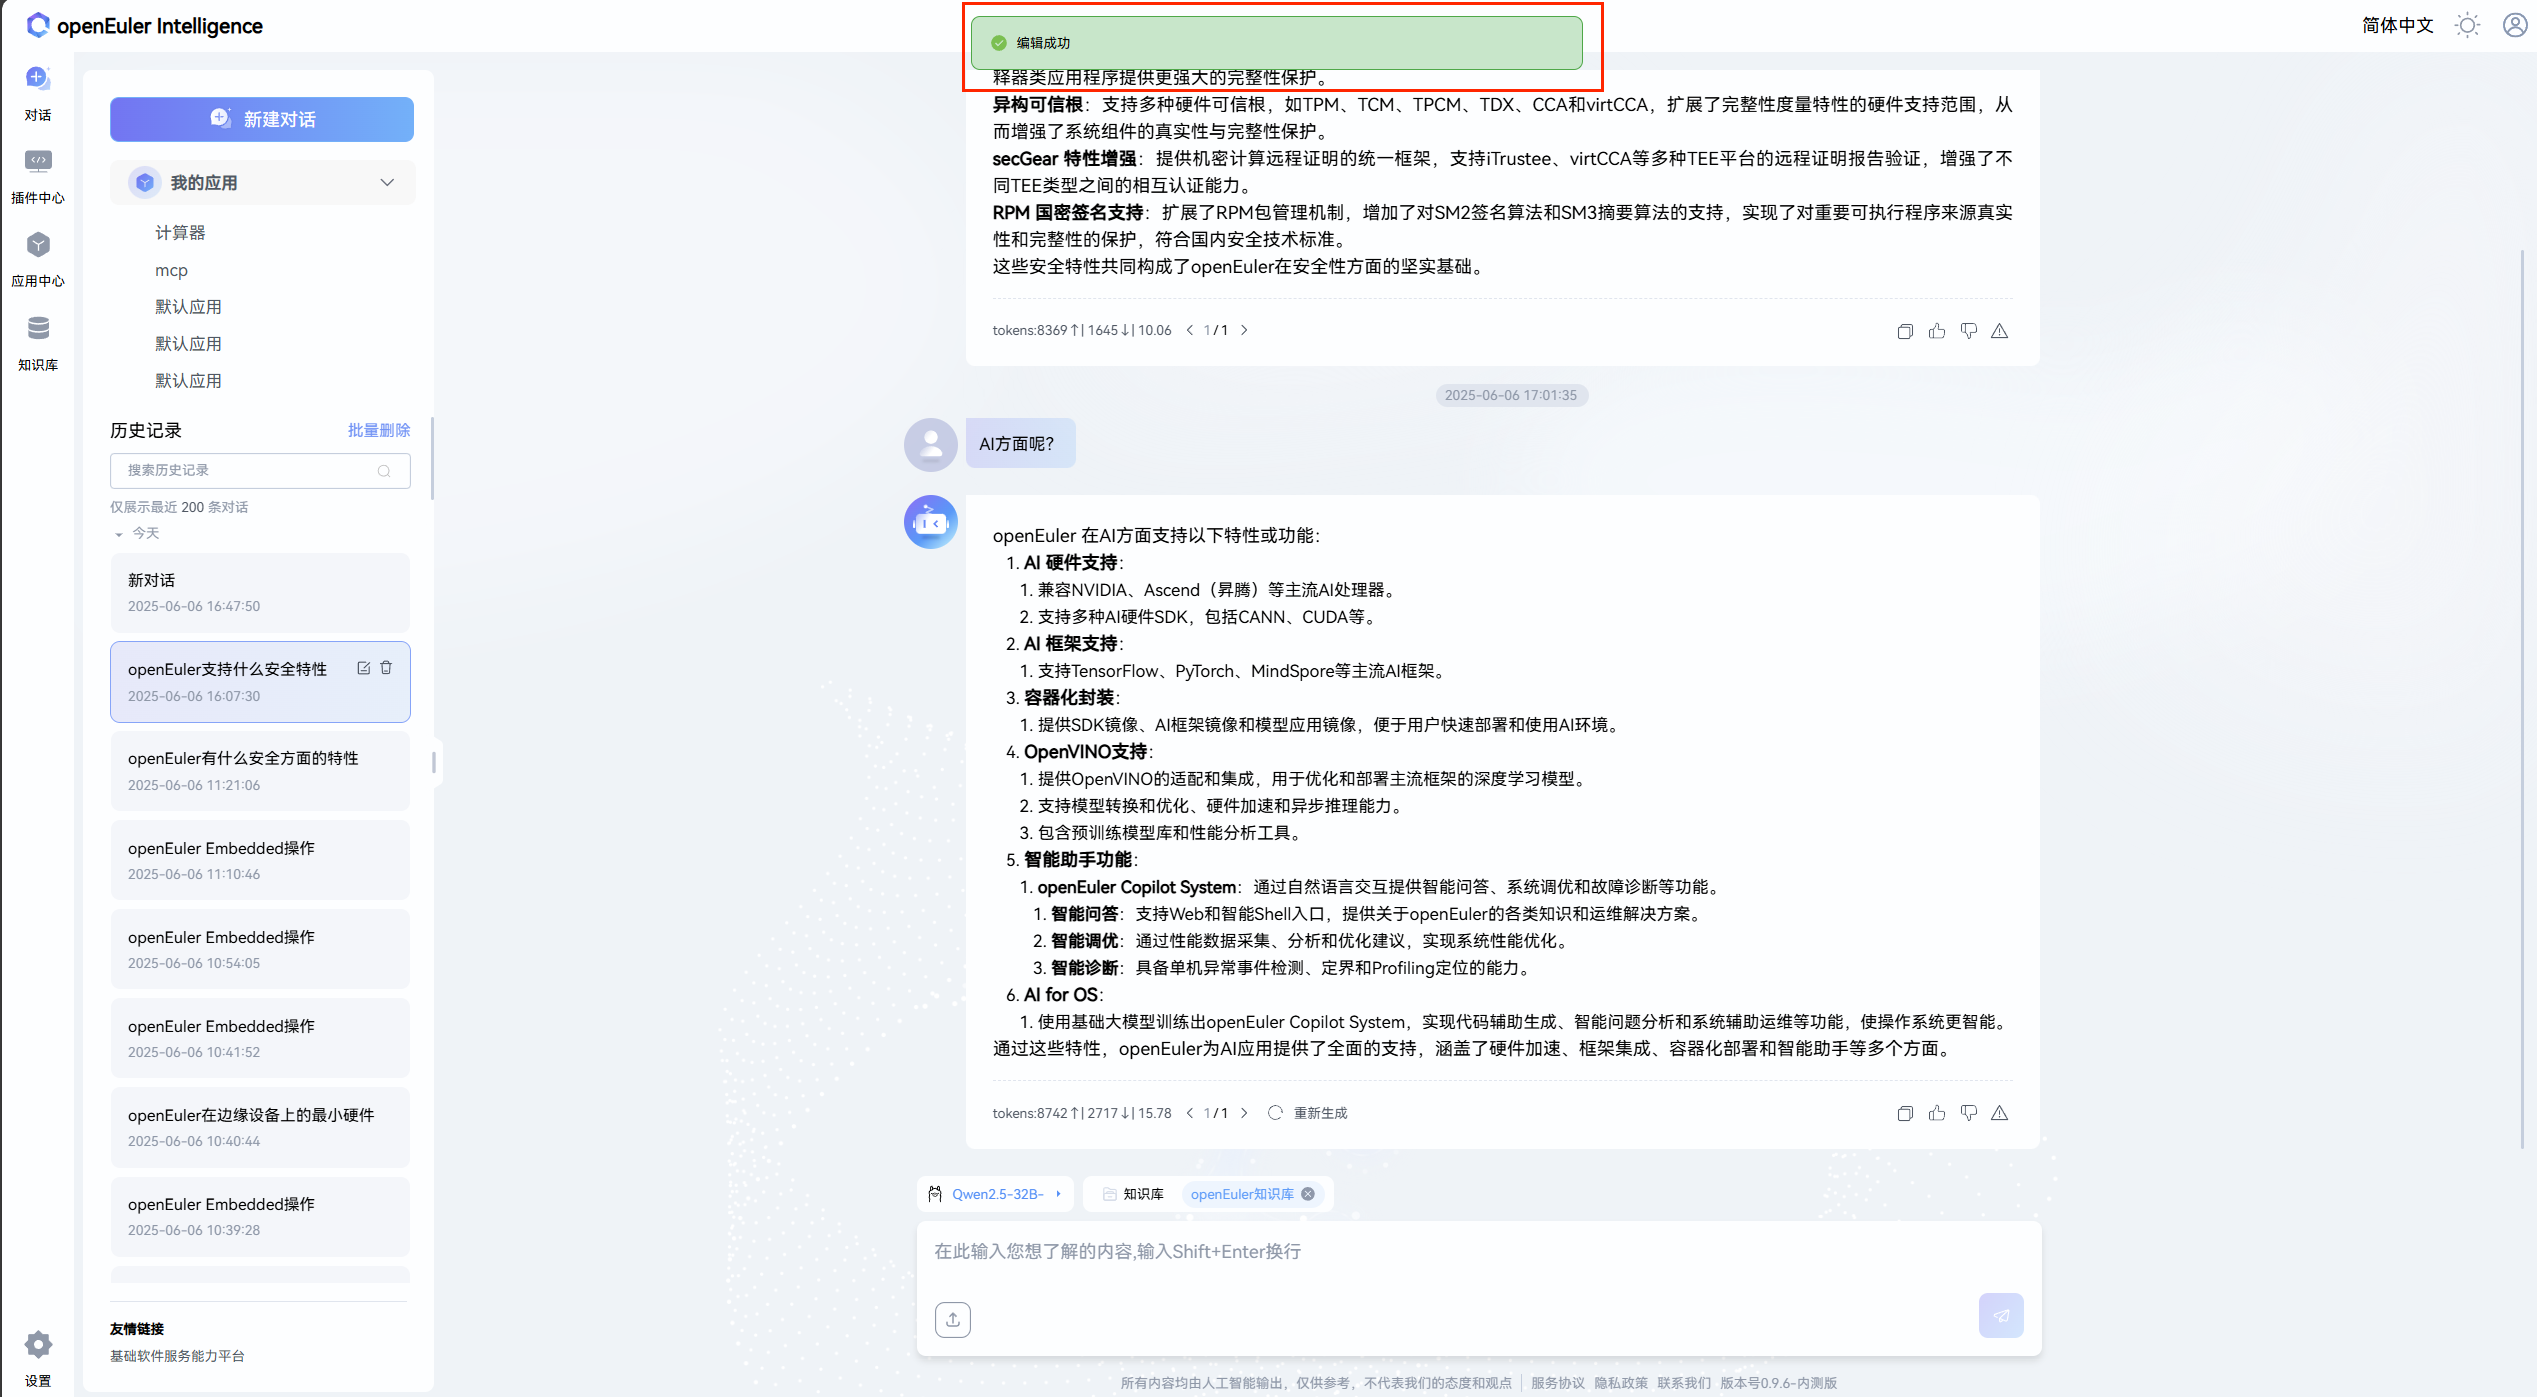 openEuler Intelligence
简体中文
对话
插件中心
应用中心
知识库
设置
新建对话
我的应用
计算器
mcp
默认应用
默认应用
默认应用
历史记录 批量删除
搜索历史记录
仅展示最近 200 条对话
今天
新对话
2025-06-06 16:47:50
openEuler支持什么安全特性
2025-06-06 16:07:30
openEuler有什么安全方面的特性
2025-06-06 11:21:06
openEuler Embedded操作
2025-06-06 11:10:46
openEuler Embedded操作
2025-06-06 10:54:05
openEuler Embedded操作
2025-06-06 10:41:52
openEuler在边缘设备上的最小硬件
2025-06-06 10:40:44
openEuler Embedded操作
2025-06-06 10:39:28
友情链接
基础软件服务能力平台
编辑成功
释器类应用程序提供更强大的完整性保护。
异构可信根：支持多种硬件可信根，如TPM、TCM、TPCM、TDX、CCA和virtCCA，扩展了完整性度量特性的硬件支持范围，从
而增强了系统组件的真实性与完整性保护。
secGear 特性增强：提供机密计算远程证明的统一框架，支持iTrustee、virtCCA等多种TEE平台的远程证明报告验证，增强了不
同TEE类型之间的相互认证能力。
RPM 国密签名支持：扩展了RPM包管理机制，增加了对SM2签名算法和SM3摘要算法的支持，实现了对重要可执行程序来源真实
性和完整性的保护，符合国内安全技术标准。
这些安全特性共同构成了openEuler在安全性方面的坚实基础。
tokens:8369↑| 1645↓| 10.06 < 1 / 1 >
2025-06-06 17:01:35
AI方面呢？
openEuler 在AI方面支持以下特性或功能：
1. AI 硬件支持：
1. 兼容NVIDIA、Ascend（昇腾）等主流AI处理器。
2. 支持多种AI硬件SDK，包括CANN、CUDA等。
2. AI 框架支持：
1. 支持TensorFlow、PyTorch、MindSpore等主流AI框架。
3. 容器化封装：
1. 提供SDK镜像、AI框架镜像和模型应用镜像，便于用户快速部署和使用AI环境。
4. OpenVINO支持：
1. 提供OpenVINO的适配和集成，用于优化和部署主流框架的深度学习模型。
2. 支持模型转换和优化、硬件加速和异步推理能力。
3. 包含预训练模型库和性能分析工具。
5. 智能助手功能：
1. openEuler Copilot System：通过自然语言交互提供智能问答、系统调优和故障诊断等功能。
1. 智能问答：支持Web和智能Shell入口，提供关于openEuler的各类知识和运维解决方案。
2. 智能调优：通过性能数据采集、分析和优化建议，实现系统性能优化。
3. 智能诊断：具备单机异常事件检测、定界和Profiling定位的能力。
6. AI for OS：
1. 使用基础大模型训练出openEuler Copilot System，实现代码辅助生成、智能问题分析和系统辅助运维等功能，使操作系统更智能。
通过这些特性，openEuler为AI应用提供了全面的支持，涵盖了硬件加速、框架集成、容器化部署和智能助手等多个方面。
tokens:8742↑| 2717↓| 15.78 < 1 / 1 > 重新生成
Qwen2.5-32B- 知识库 openEuler知识库
在此输入您想了解的内容,输入Shift+Enter换行
所有内容均由人工智能输出，仅供参考，不代表我们的态度和观点 | 服务协议 隐私政策 联系我们 版本号0.9.6-内测版